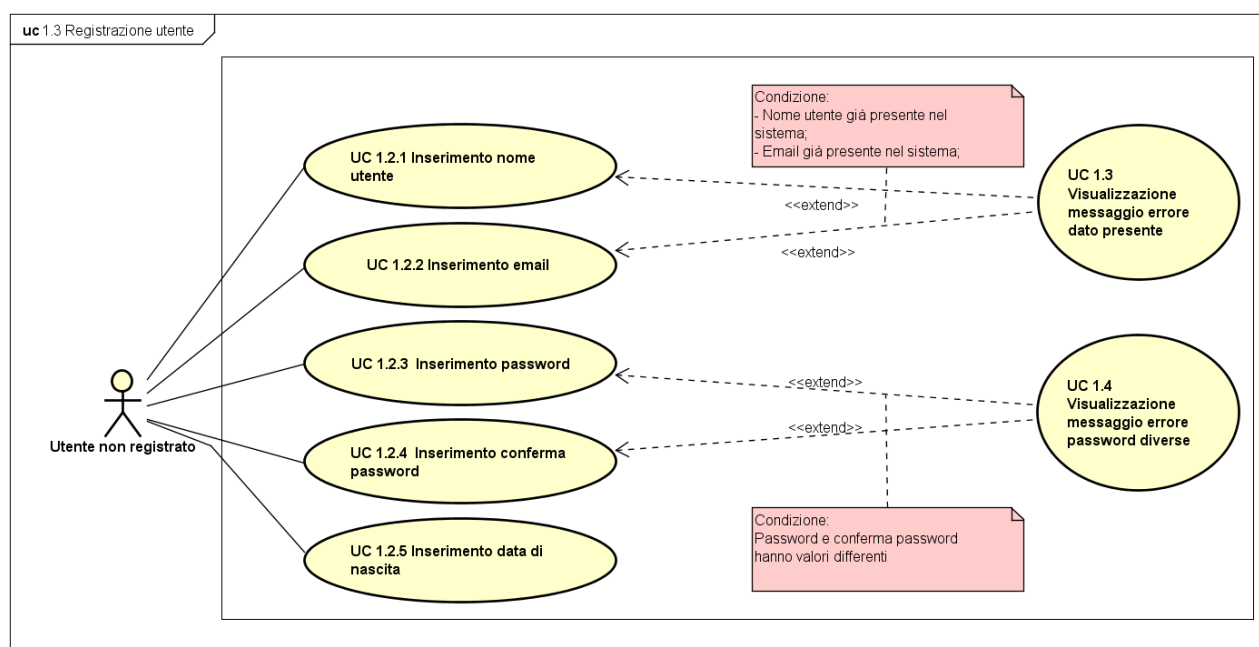 uc 1.3 Registrazione utente
Condizione:
- Nome utente già presente nel
sistema;
- Email già presente nel sistema;
UC 1.2.1 Inserimento nome
utente
UC 1.3
Visualizzazione
messaggio errore
dato presente
<<extend>>
<<extend>>
UC 1.2.2 Inserimento email
UC 1.2.3 Inserimento password
<<extend>>
UC 1.4
Visualizzazione
messaggio errore
password diverse
<<extend>>
Utente non registrato
UC 1.2.4 Inserimento conferma
password
Condizione:
Password e conferma password
hanno valori differenti
UC 1.2.5 Inserimento data di
nascita